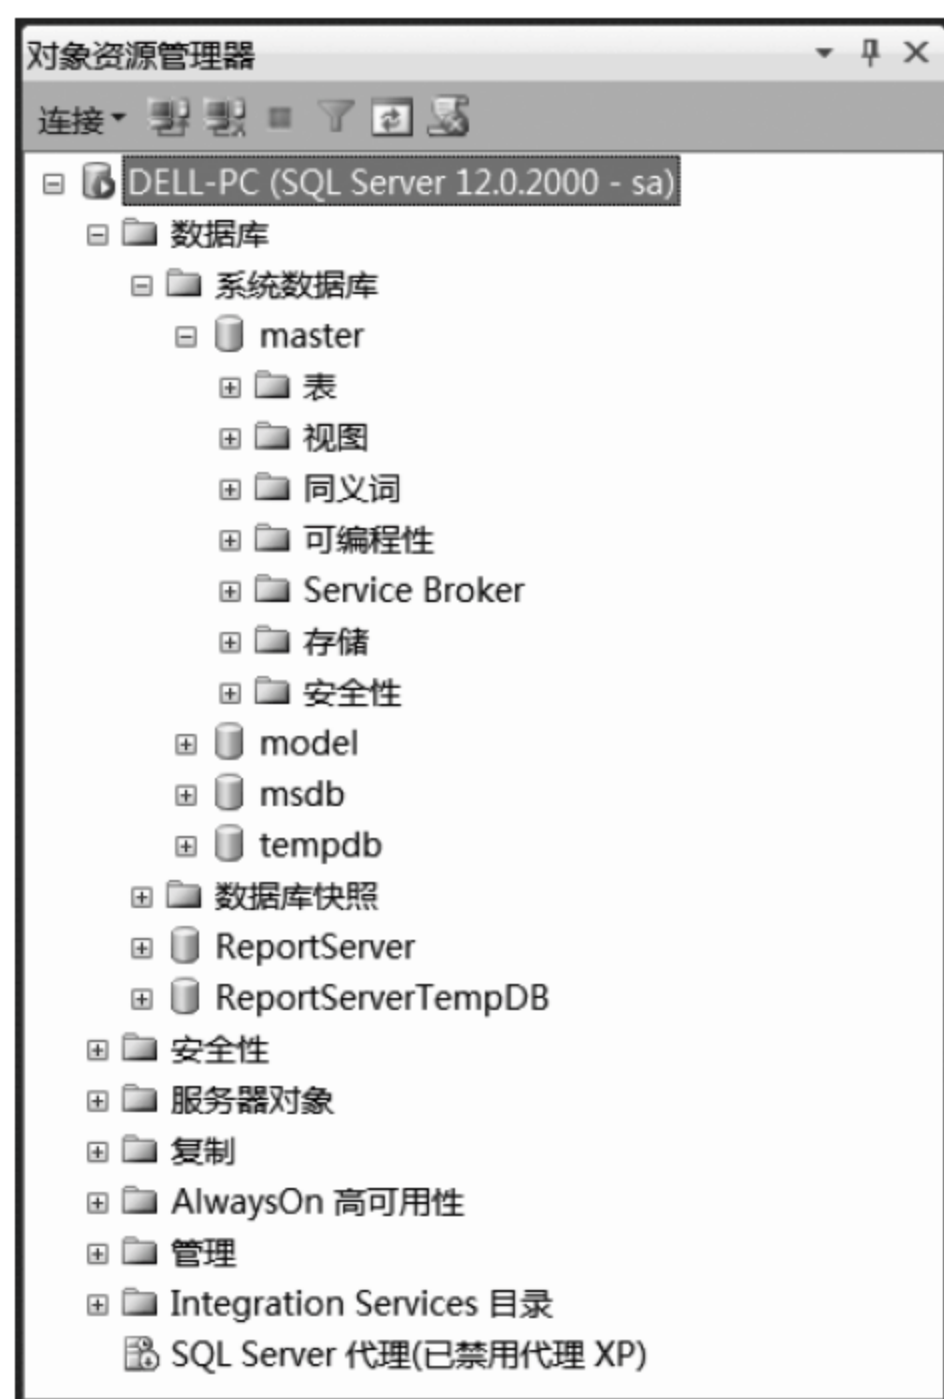 对象资源管理器
连接
DELL-PC (SQL Server 12.0.2000 - sa)
数据库
系统数据库
master
表
视图
同义词
可编程性
Service Broker
存储
安全性
model
msdb
tempdb
数据库快照
ReportServer
ReportServerTempDB
安全性
服务器对象
复制
AlwaysOn 高可用性
管理
Integration Services 目录
SQL Server 代理(已禁用代理 XP)